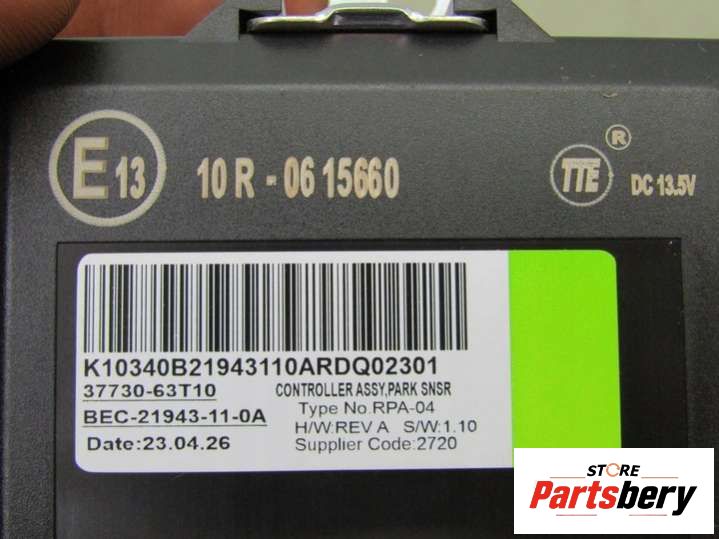 E13 10 R - 06 15660 TTE ® DC 13.5V
K10340B21943110ARDQ02301
37730-63T10 CONTROLLER ASSY,PARK SNSR
BEC-21943-11-0A Type No.RPA-04
H/W:REV A S/W:1.10
Date:23.04.26 Supplier Code:2720
STORE
Partsbery